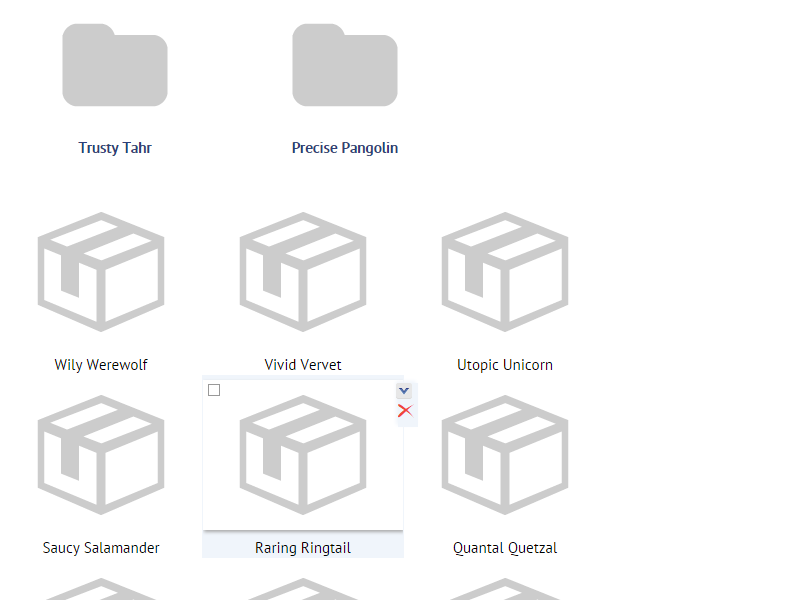 Trusty Tahr
Precise Pangolin
Wily Werewolf
Vivid Vervet
Utopic Unicorn
Saucy Salamander
Raring Ringtail
Quantal Quetzal